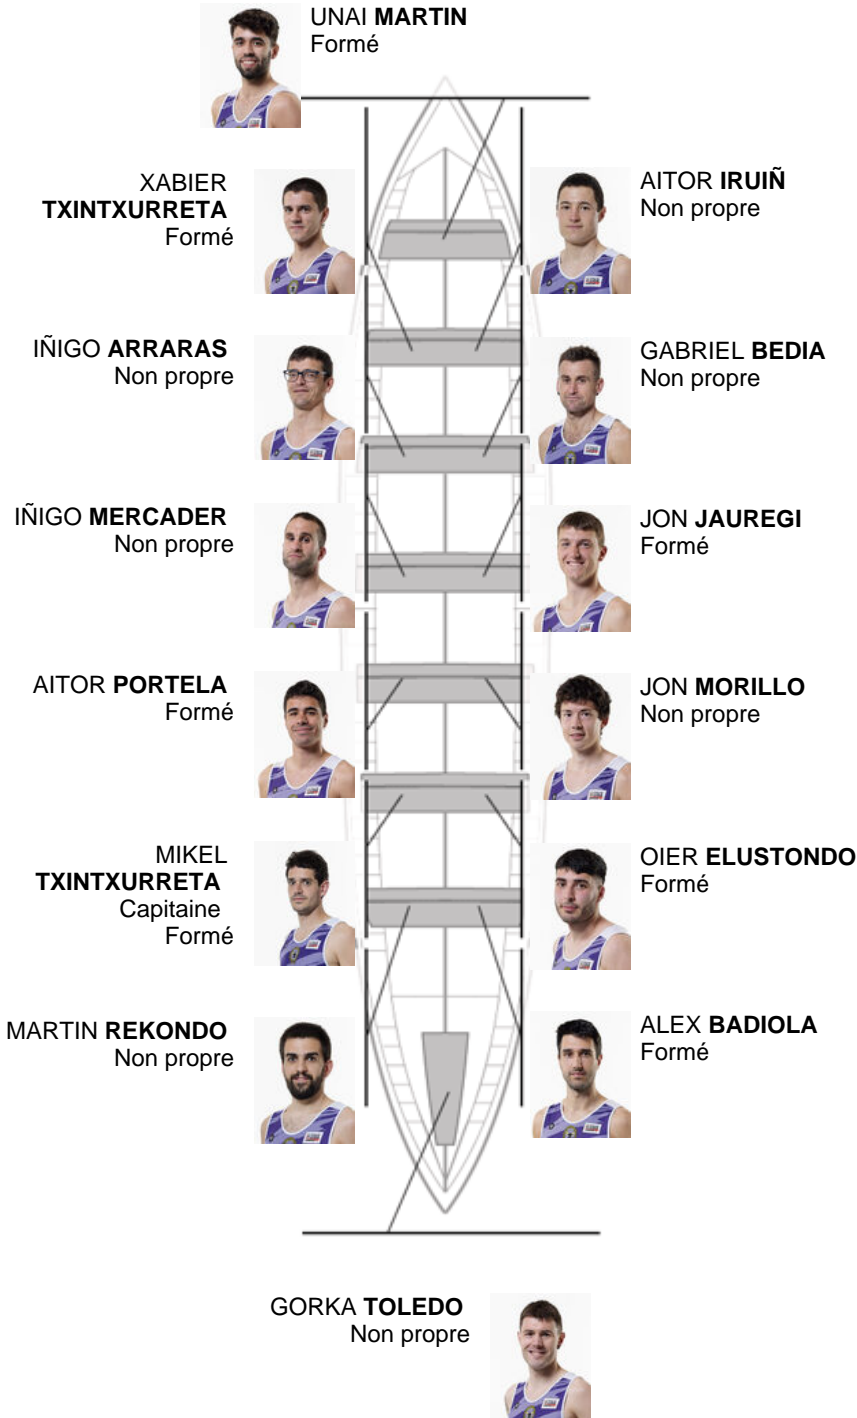 UNAI MARTIN
Formé
XABIER
TXINTXURRETA
Formé
AITOR IRUIÑ
Non propre
IÑIGO ARRARAS
Non propre
GABRIEL BEDIA
Non propre
IÑIGO MERCADER
Non propre
JON JAUREGI
Formé
AITOR PORTELA
Formé
JON MORILLO
Non propre
MIKEL
TXINTXURRETA
Capitaine
Formé
OIER ELUSTONDO
Formé
MARTIN REKONDO
Non propre
ALEX BADIOLA
Formé
GORKA TOLEDO
Non propre